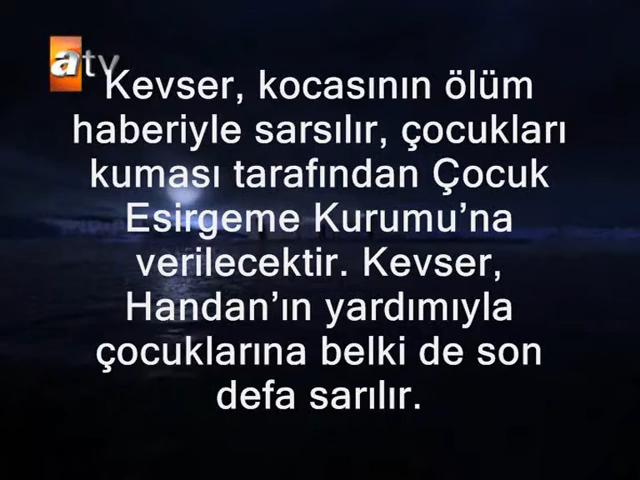 atv
Kevser, kocasının ölüm
haberiyle sarsılır, çocukları
kuması tarafından Çocuk
Esirgeme Kurumu’na
verilecektir. Kevser,
Handan’ın yardımıyla
çocuklarına belki de son
defa sarılır.